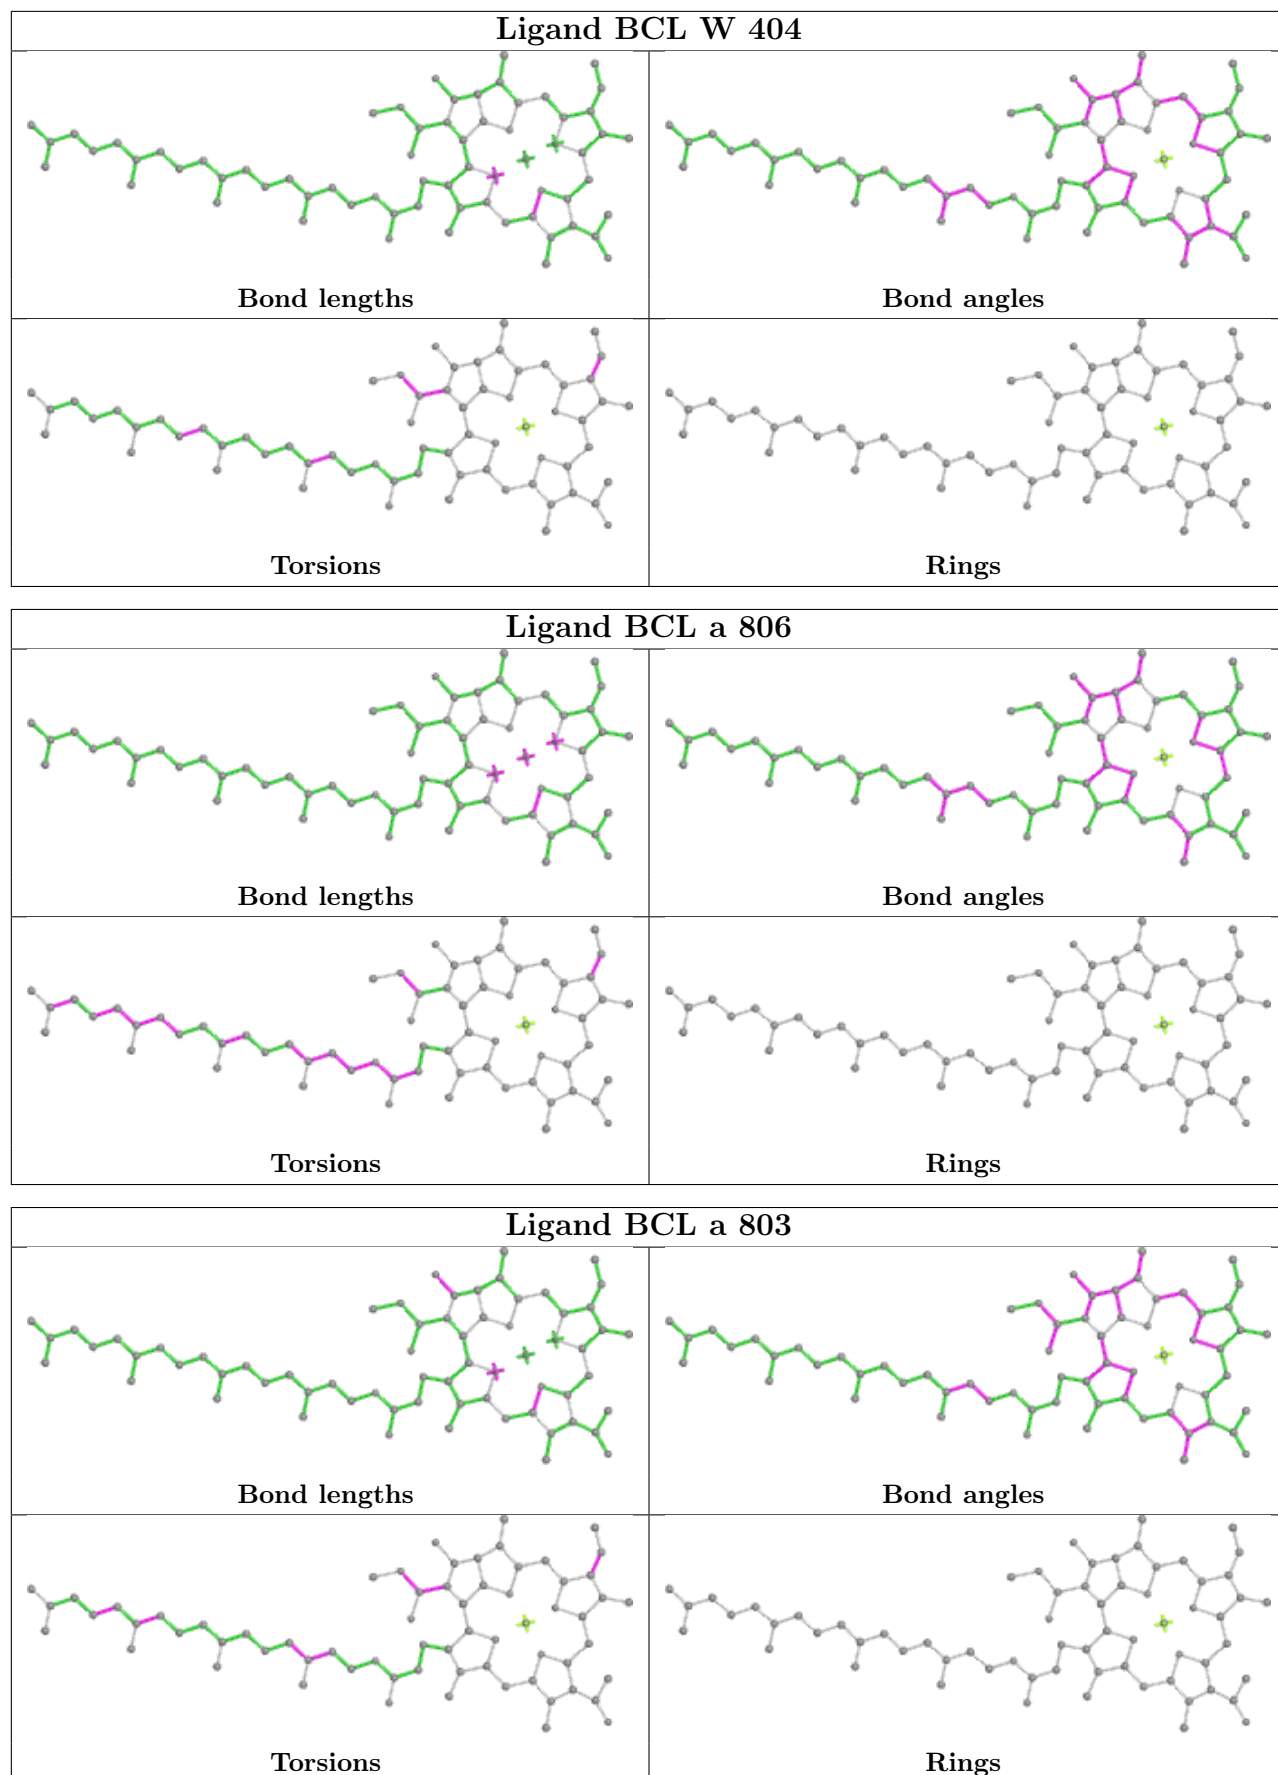 Ligand BCL W 404
Bond lengths
Bond angles
Torsions
Rings
Ligand BCL a 806
Bond lengths
Bond angles
Torsions
Rings
Ligand BCL a 803
Bond lengths
Bond angles
Torsions
Rings